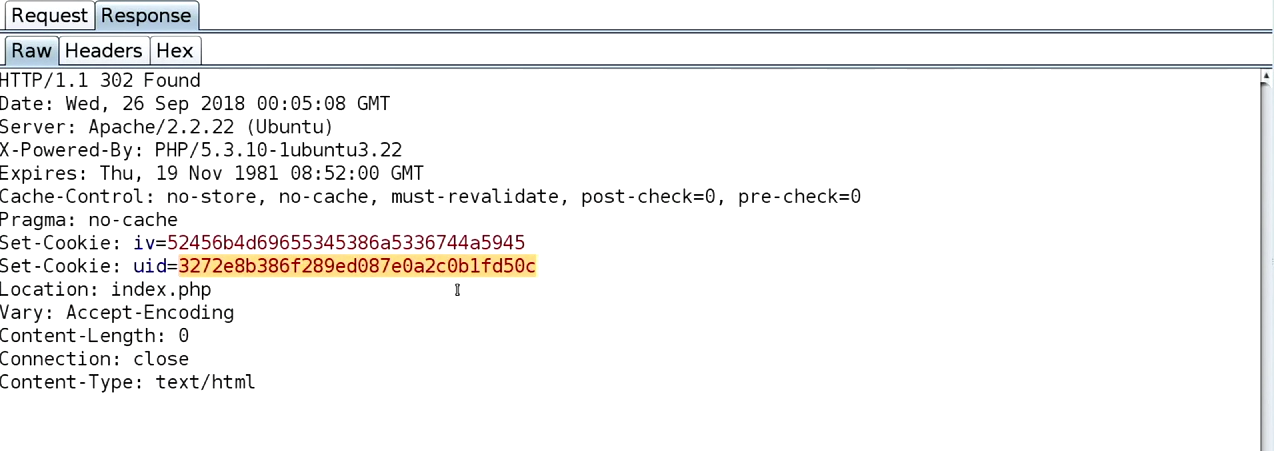 Request Response
Raw Headers Hex
HTTP/1.1 302 Found
Date: Wed, 26 Sep 2018 00:05:08 GMT
Server: Apache/2.2.22 (Ubuntu)
X-Powered-By: PHP/5.3.10-1ubuntu3.22
Expires: Thu, 19 Nov 1981 08:52:00 GMT
Cache-Control: no-store, no-cache, must-revalidate, post-check=0, pre-check=0
Pragma: no-cache
Set-Cookie: iv=52456b4d69655345386a5336744a5945
Set-Cookie: uid=3272e8b386f289ed087e0a2c0b1fd50c
Location: index.php
Vary: Accept-Encoding
Content-Length: 0
Connection: close
Content-Type: text/html